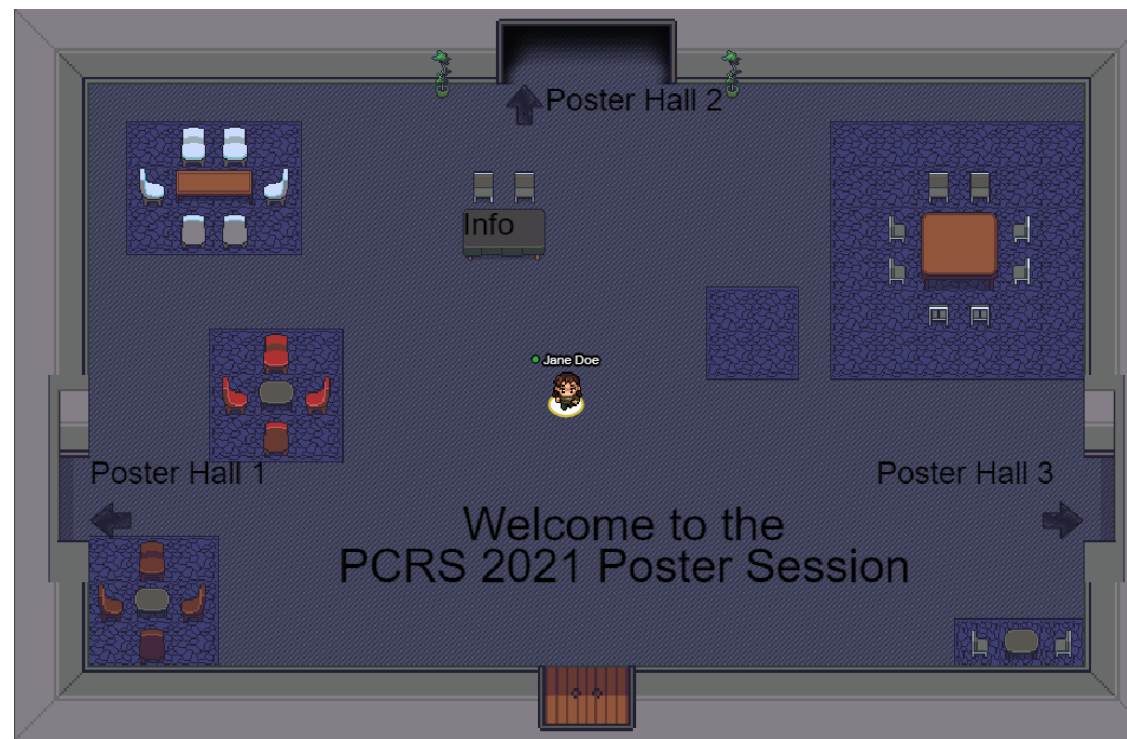 Poster Hall 2
Info
Jane Doe
Poster Hall 1
Poster Hall 3
Welcome to the
PCRS 2021 Poster Session